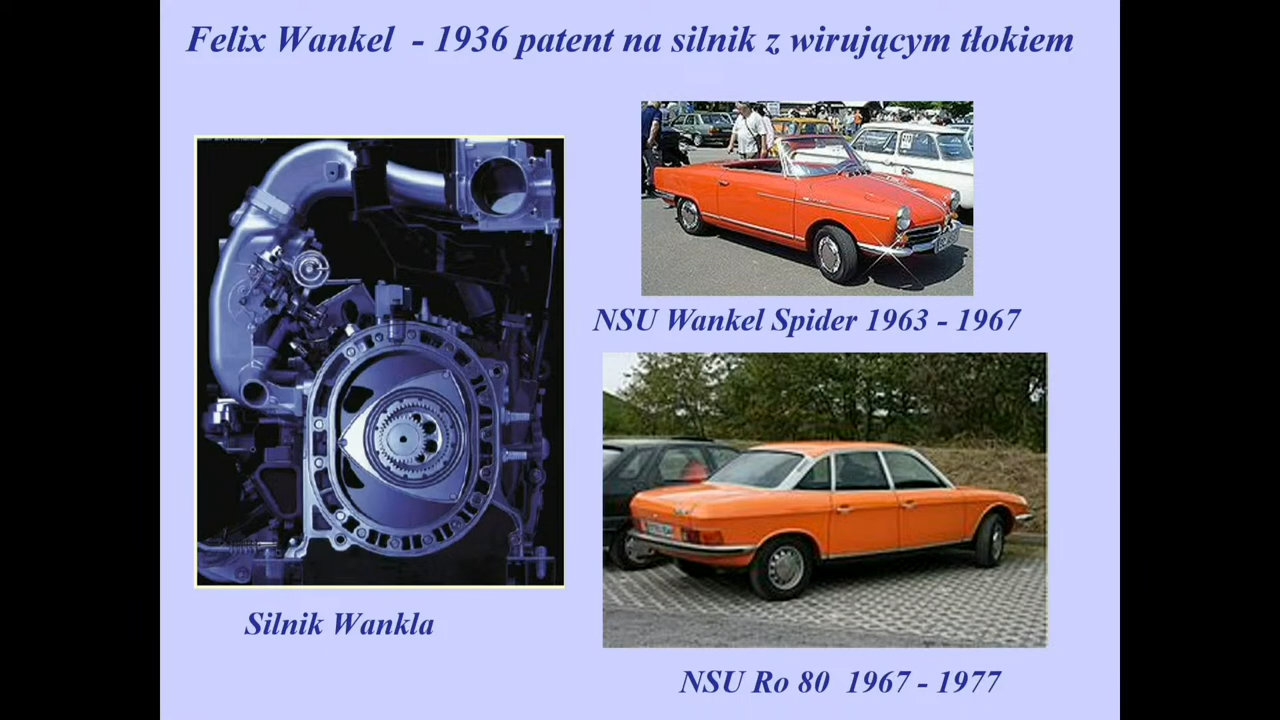 Felix Wankel - 1936 patent na silnik z wirującym tłokiem
NSU Wankel Spider 1963 - 1967
Silnik Wankla
NSU Ro 80 1967 - 1977